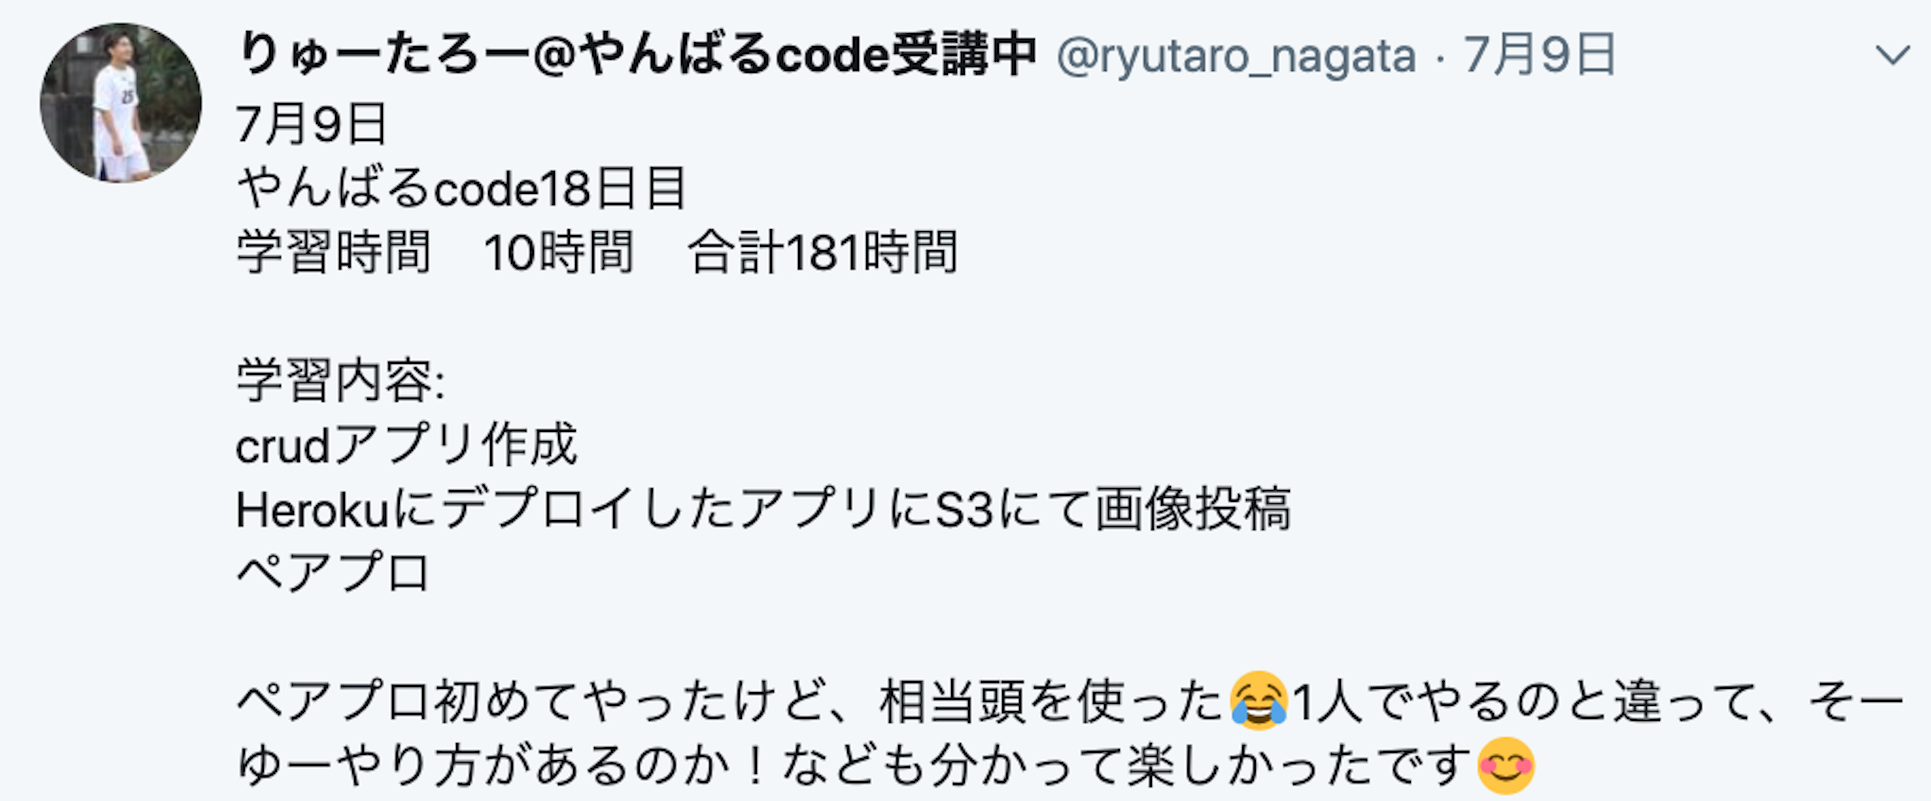 りゅーたろー@やんばるcode受講中 @ryutaro_nagata · 7月9日
7月9日
やんばるcode18日目
学習時間　10時間　合計181時間
学習内容:
crudアプリ作成
HerokuにデプロイしたアプリにS3にて画像投稿
ペアプロ
ペアプロ初めてやったけど、相当頭を使った😂1人でやるのと違って、そー
ゆーやり方があるのか！なども分かって楽しかったです😊
25